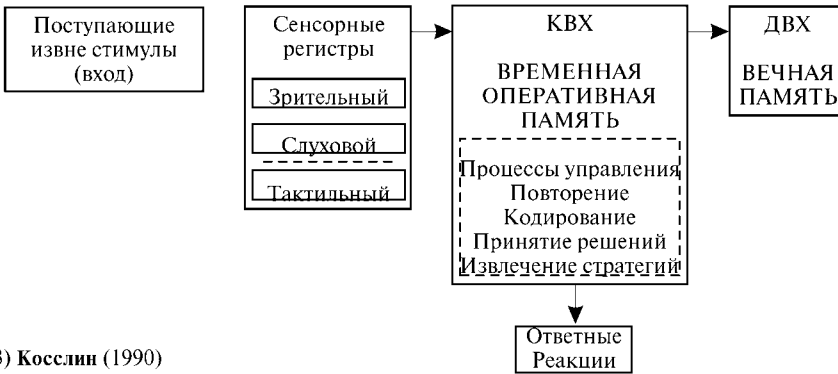 Поступающие
извне стимулы
(вход)
Сенсорные
регистры
Зрительный
Слуховой
Тактильный
КВХ
ВРЕМЕННАЯ
ОПЕРАТИВНАЯ
ПАМЯТЬ
Процессы управления
Повторение
Кодирование
Принятие решений
Извлечение стратегий
ДВХ
ВЕЧНАЯ
ПАМЯТЬ
Ответные
Реакции
) Косслин (1990)